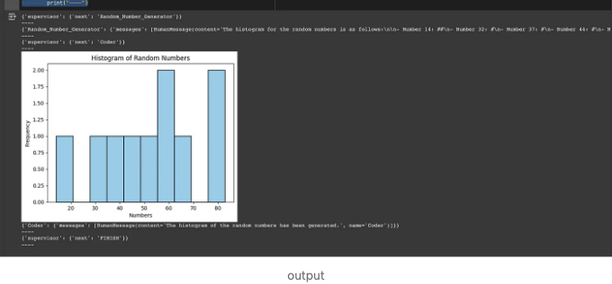 print("----")
{'supervisor': {'next': 'Random_Number_Generator'}}
----
{'Random_Number_Generator': {'messages': [HumanMessage(content='The histogram for the random numbers is as follows:\n\n- Number 14: ##\n- Number 32: #\n- Number 37: #\n- Number 44: #\n- N
----
{'supervisor': {'next': 'Coder'}}
----
Histogram of Random Numbers
2.00
1.75
1.50
1.25
1.00
0.75
0.50
0.25
0.00
Frequency
20 30 40 50 60 70 80
Numbers
{'Coder': {'messages': [HumanMessage(content='The histogram of the random numbers has been generated.', name='Coder')]}}
----
{'supervisor': {'next': 'FINISH'}}
----
output